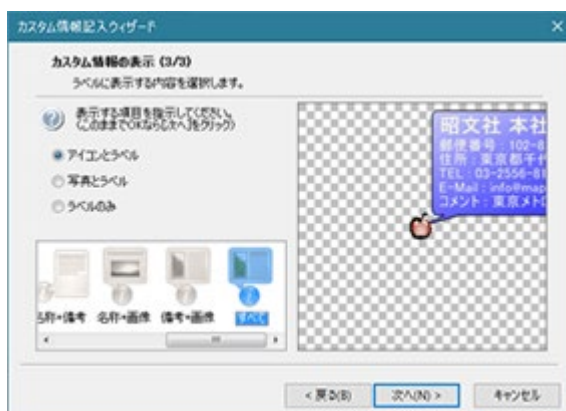 カスタム情報記入ウィザード
カスタム情報の表示 (3/3)
ラベルに表示する内容を選択します。
表示する項目を指示してください。
(このままでOKなら[次へ]をクリック)
アイコンとラベル
写真とラベル
ラベルのみ
名称+備考
名称+画像
備考+画像
すべて
昭文社 本社
郵便番号：102-8
住所：東京都千
TEL：03-2556-81
E-Mail：info@map
コメント：東京メトロ
< 戻る(B)
次へ(N) >
キャンセル